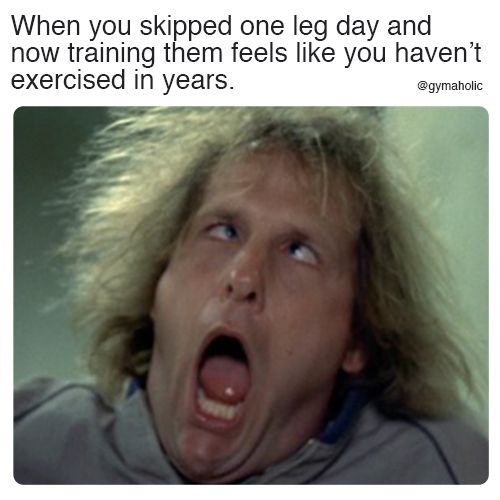 When you skipped one leg day and
now training them feels like you haven’t
exercised in years.
@gymaholic